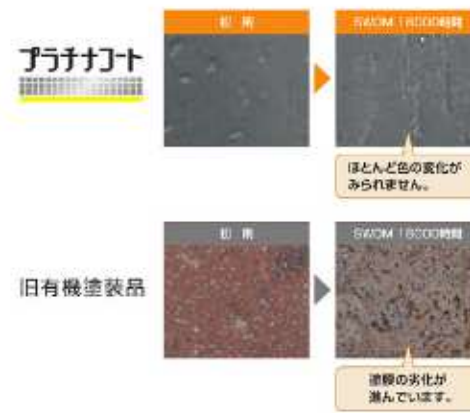 初期
SWOM 18000時間
プラチナコート
ほとんど色の変化が
みられません。
初期
SWOM 18000時間
旧有機塗装品
塗膜の劣化が
進んでいます。